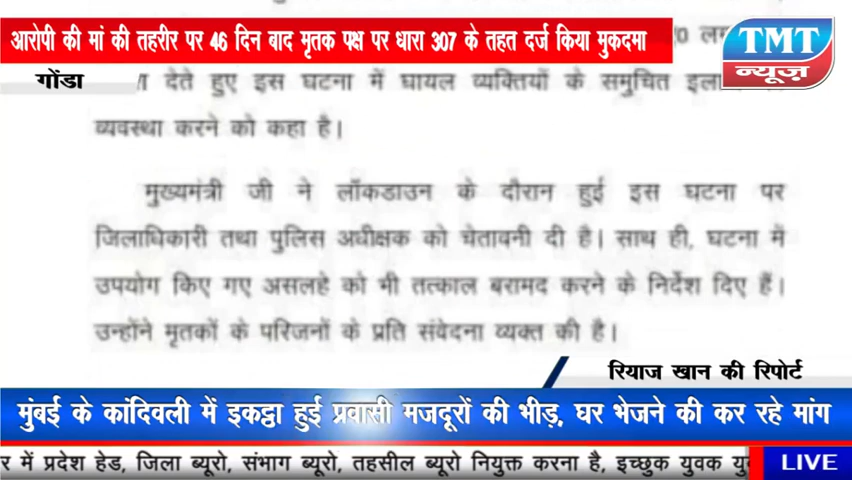 आरोपी की मां की तहरीर पर 46 दिन बाद मृतक पक्ष पर धारा 307 के तहत दर्ज किया मुकदमा
TMT
न्यूज़
गोंडा
देते हुए इस घटना में घायल व्यक्तियों के समुचित
व्यवस्था करने को कहा है।
मुख्यमंत्री जी ने लॉकडाउन के दौरान हुई इस घटना पर
जिलाधिकारी तथा पुलिस अधीक्षक को चेतावनी दी है। साथ ही, घटना में
उपयोग किए गए असलहे को भी तत्काल बरामद करने के निर्देश दिए हैं।
उन्होंने मृतकों के परिजनों के प्रति संवेदना व्यक्त की है।
रियाज खान की रिपोर्ट
मुंबई के कांदिवली में इकट्ठा हुई प्रवासी मजदूरों की भीड़, घर भेजने की कर रहे मांग
र में प्रदेश हेड, जिला ब्यूरो, संभाग ब्यूरो, तहसील ब्यूरो नियुक्त करना है, इच्छुक युवक
LIVE